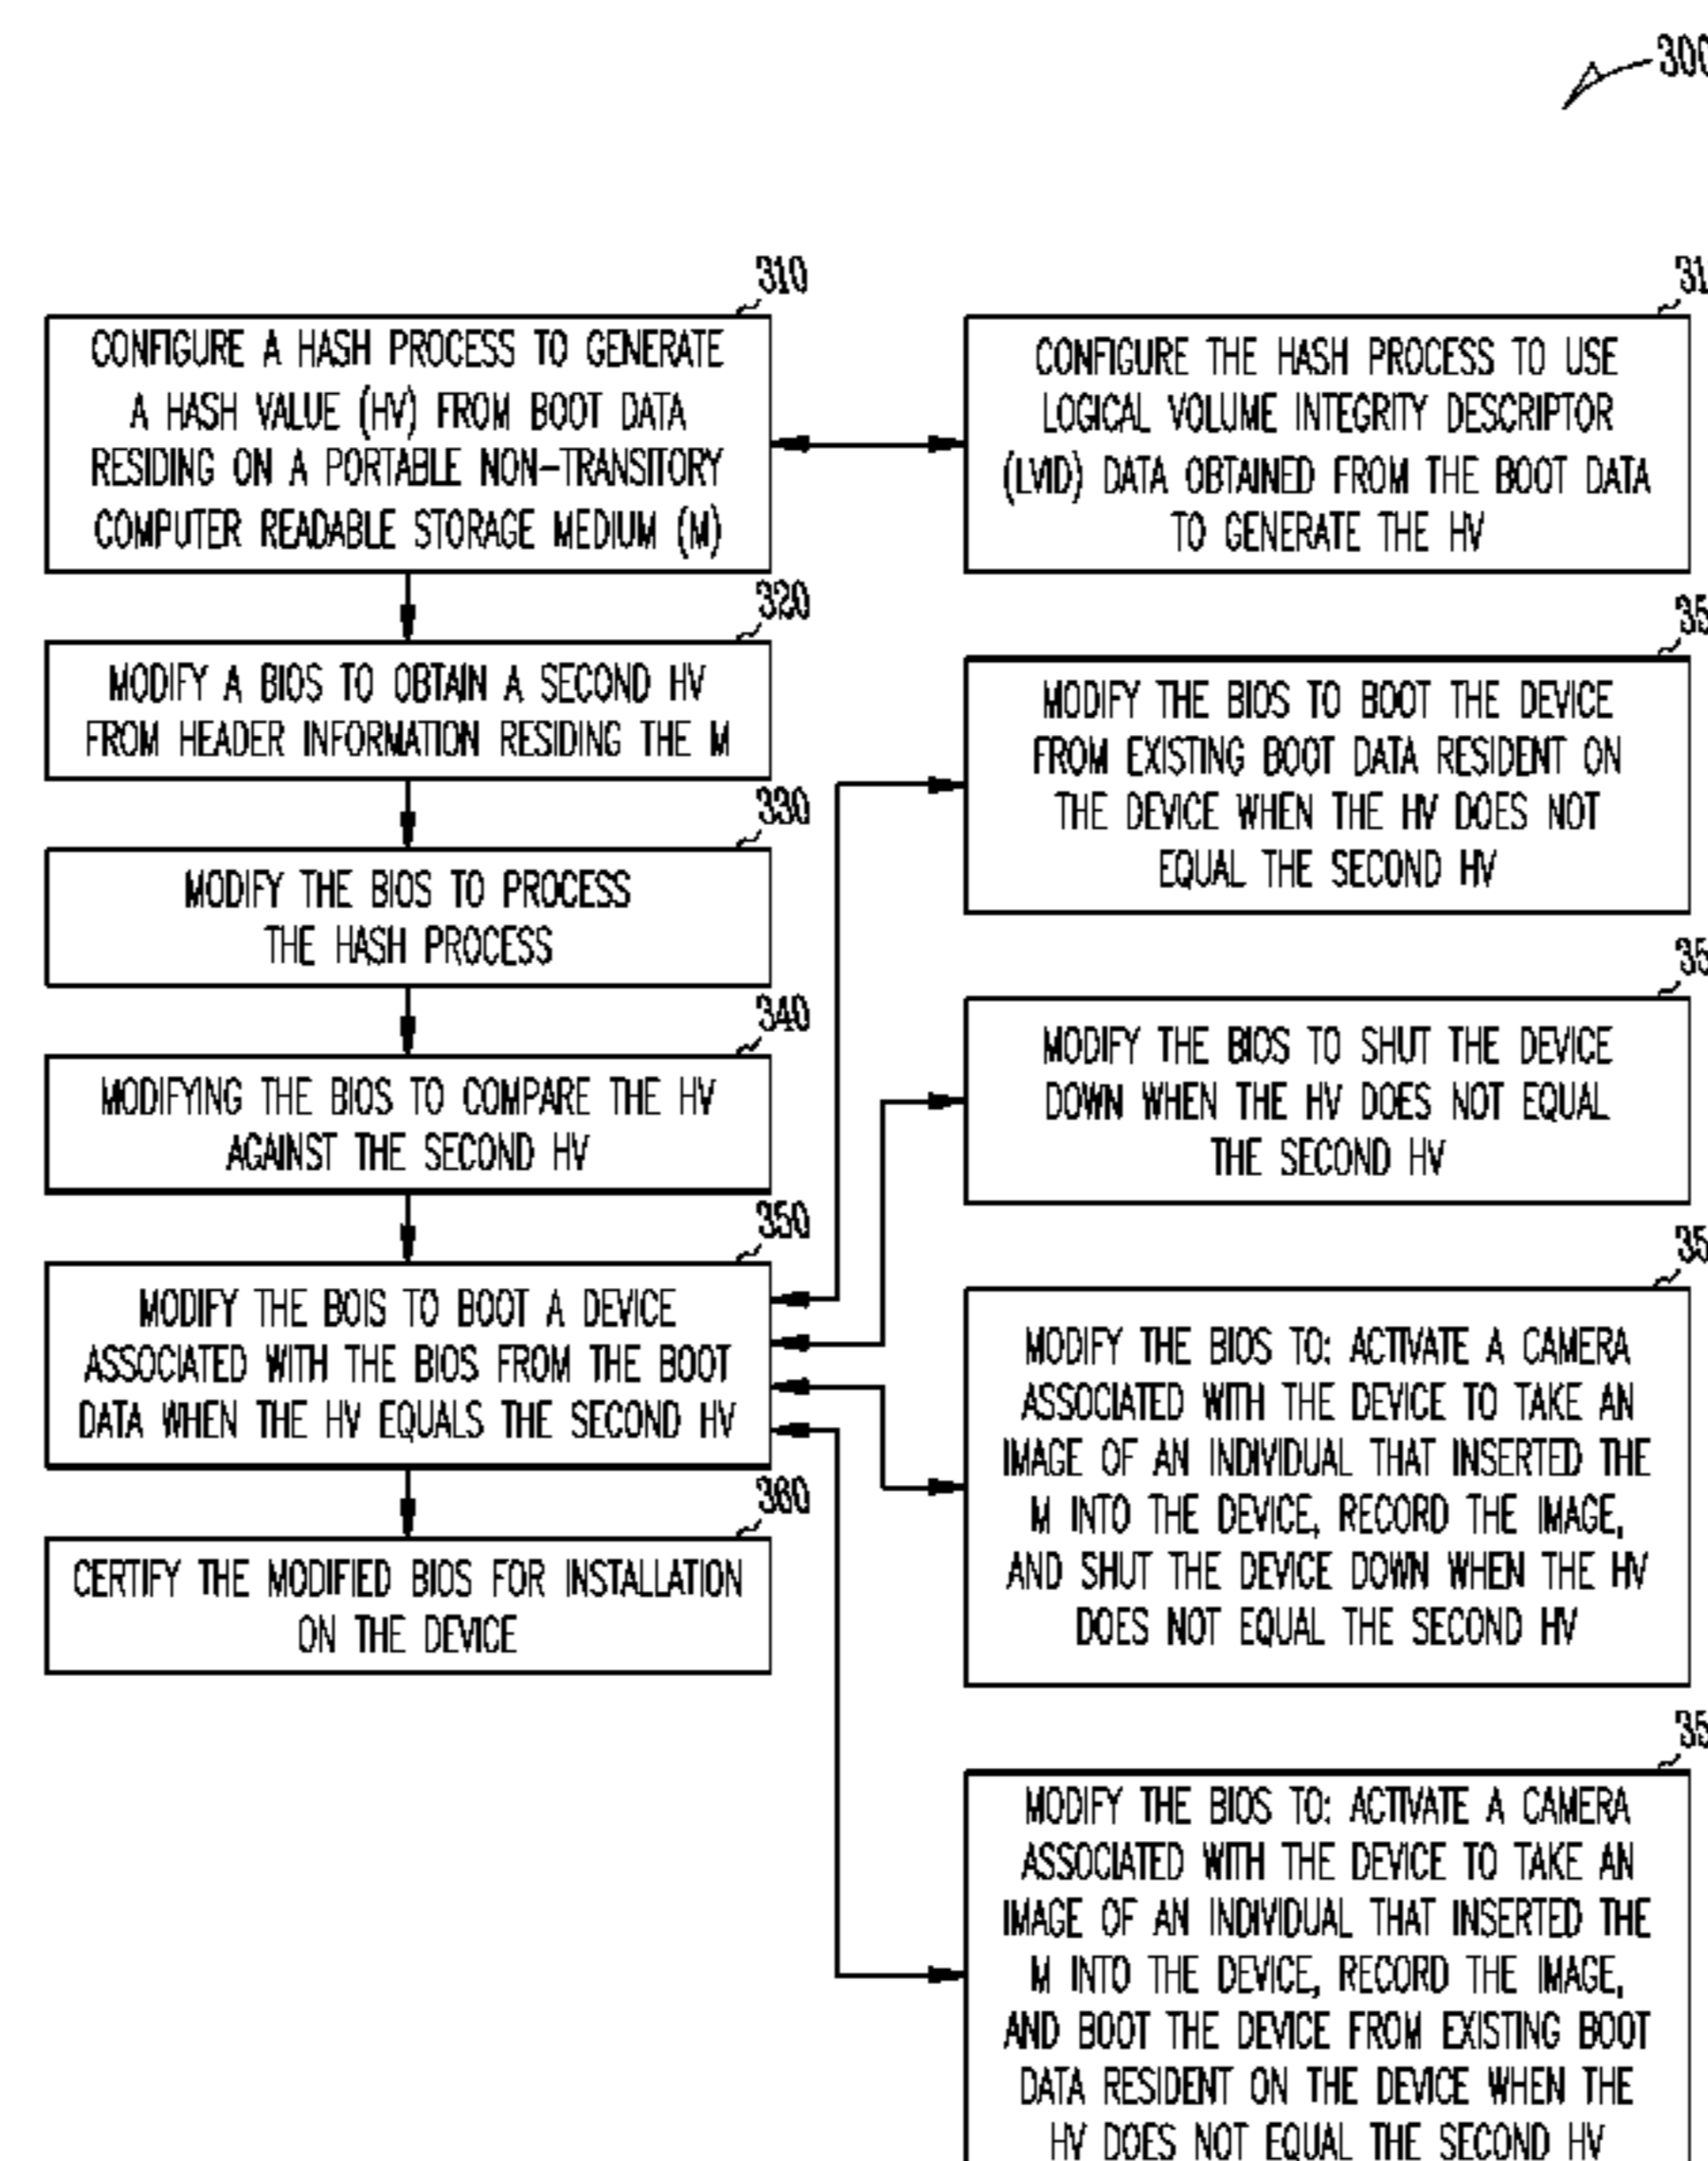 300
310
CONFIGURE A HASH PROCESS TO GENERATE
A HASH VALUE (HV) FROM BOOT DATA
RESIDING ON A PORTABLE NON-TRANSITORY
COMPUTER READABLE STORAGE MEDIUM (M)
320
MODIFY A BIOS TO OBTAIN A SECOND HV
FROM HEADER INFORMATION RESIDING THE M
330
MODIFY THE BIOS TO PROCESS
THE HASH PROCESS
340
MODIFYING THE BIOS TO COMPARE THE HV
AGAINST THE SECOND HV
350
MODIFY THE BOIS TO BOOT A DEVICE
ASSOCIATED WITH THE BIOS FROM THE BOOT
DATA WHEN THE HV EQUALS THE SECOND HV
360
CERTIFY THE MODIFIED BIOS FOR INSTALLATION
ON THE DEVICE
31
CONFIGURE THE HASH PROCESS TO USE
LOGICAL VOLUME INTEGRITY DESCRIPTOR
(LVID) DATA OBTAINED FROM THE BOOT DATA
TO GENERATE THE HV
35
MODIFY THE BIOS TO BOOT THE DEVICE
FROM EXISTING BOOT DATA RESIDENT ON
THE DEVICE WHEN THE HV DOES NOT
EQUAL THE SECOND HV
35
MODIFY THE BIOS TO SHUT THE DEVICE
DOWN WHEN THE HV DOES NOT EQUAL
THE SECOND HV
35
MODIFY THE BIOS TO: ACTIVATE A CAMERA
ASSOCIATED WITH THE DEVICE TO TAKE AN
IMAGE OF AN INDIVIDUAL THAT INSERTED THE
M INTO THE DEVICE, RECORD THE IMAGE,
AND SHUT THE DEVICE DOWN WHEN THE HV
DOES NOT EQUAL THE SECOND HV
35
MODIFY THE BIOS TO: ACTIVATE A CAMERA
ASSOCIATED WITH THE DEVICE TO TAKE AN
IMAGE OF AN INDIVIDUAL THAT INSERTED THE
M INTO THE DEVICE, RECORD THE IMAGE,
AND BOOT THE DEVICE FROM EXISTING BOOT
DATA RESIDENT ON THE DEVICE WHEN THE
HV DOES NOT EQUAL THE SECOND HV